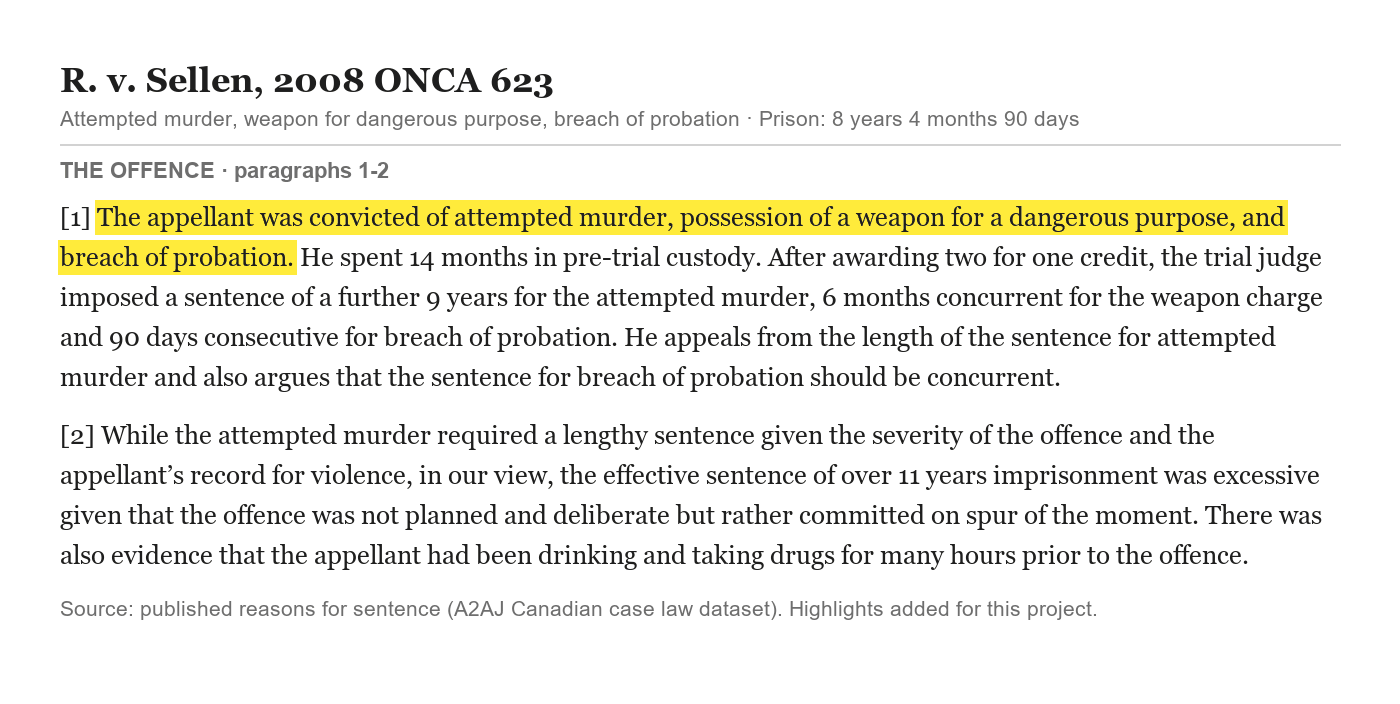 R. v. Sellen, 2008 ONCA 623
Attempted murder, weapon for dangerous purpose, breach of probation · Prison: 8 years 4 months 90 days
THE OFFENCE · paragraphs 1-2
[1] The appellant was convicted of attempted murder, possession of a weapon for a dangerous purpose, and
breach of probation. He spent 14 months in pre-trial custody. After awarding two for one credit, the trial judge
imposed a sentence of a further 9 years for the attempted murder, 6 months concurrent for the weapon charge
and 90 days consecutive for breach of probation. He appeals from the length of the sentence for attempted
murder and also argues that the sentence for breach of probation should be concurrent.
[2] While the attempted murder required a lengthy sentence given the severity of the offence and the
appellant’s record for violence, in our view, the effective sentence of over 11 years imprisonment was excessive
given that the offence was not planned and deliberate but rather committed on spur of the moment. There was
also evidence that the appellant had been drinking and taking drugs for many hours prior to the offence.
Source: published reasons for sentence (A2AJ Canadian case law dataset). Highlights added for this project.